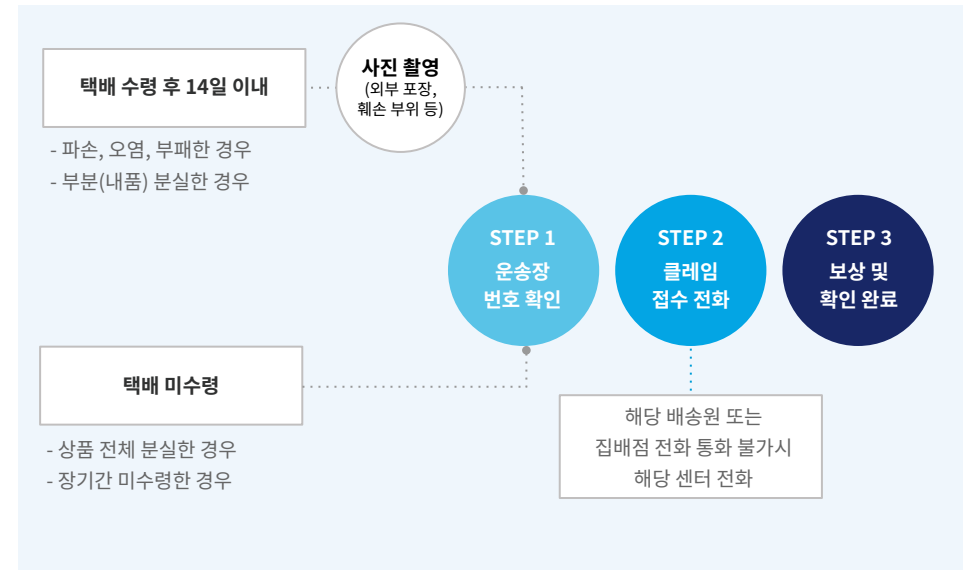 택배 수령 후 14일 이내
사진 촬영
(외부 포장,
훼손 부위 등)
- 파손, 오염, 부패한 경우
- 부분(내품) 분실한 경우
STEP 1
운송장
번호 확인
STEP 2
클레임
접수 전화
STEP 3
보상 및
확인 완료
택배 미수령
- 상품 전체 분실한 경우
- 장기간 미수령한 경우
해당 배송원 또는
집배점 전화 통화 불가시
해당 센터 전화